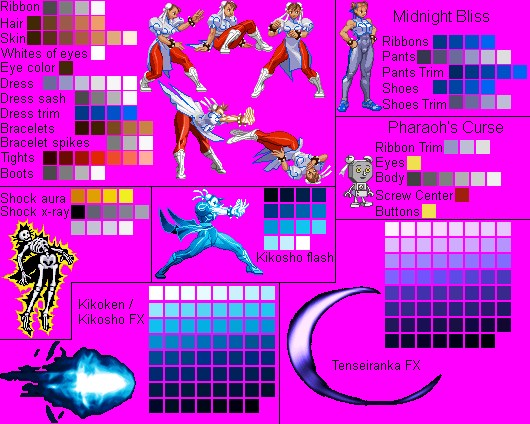 Ribbon
Hair
Skin
Whites of eyes
Eye color
Dress
Dress sash
Dress trim
Bracelets
Bracelet spikes
Tights
Boots
Midnight Bliss
Ribbons
Pants
Pants Trim
Shoes
Shoes Trim
Pharaoh's Curse
Ribbon Trim
Eyes
Body
Screw Center
Buttons
Shock aura
Shock x-ray
Kikosho flash
Kikoken /
Kikosho FX
Tenseiranka FX